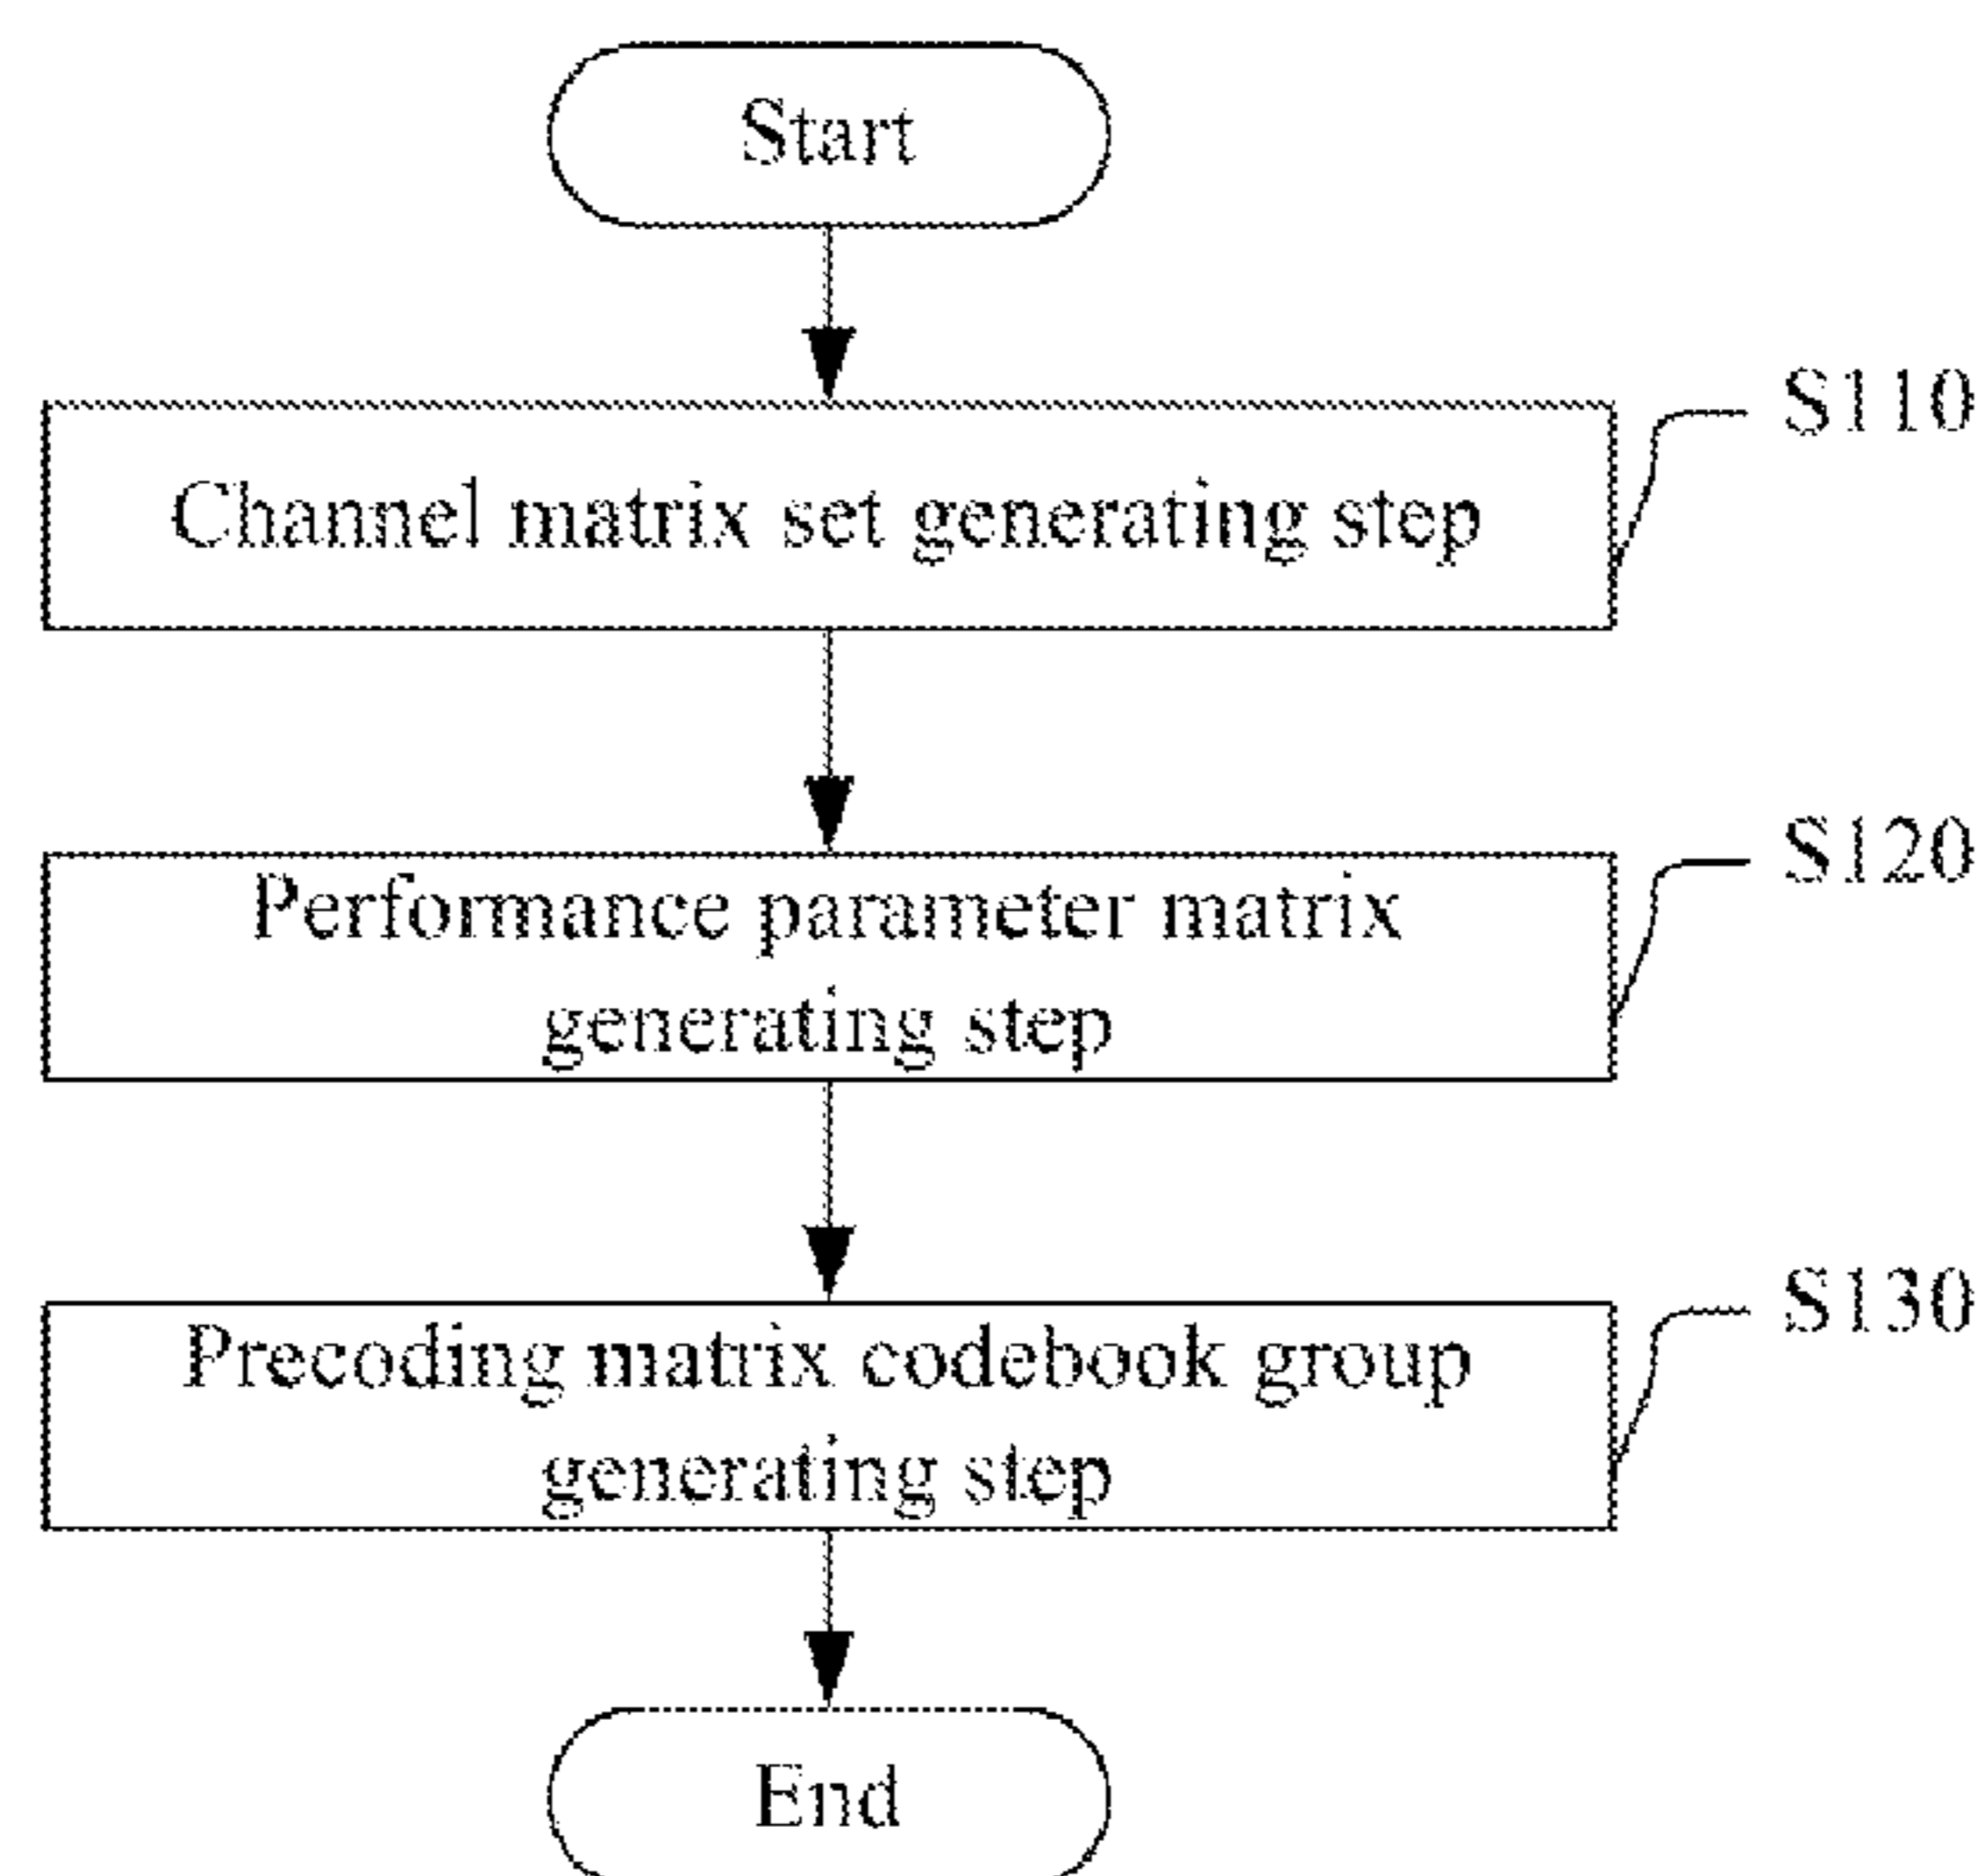 Start
S110
Channel matrix set generating step
S120
Performance parameter matrix
generating step
S130
Precoding matrix codebook group
generating step
End